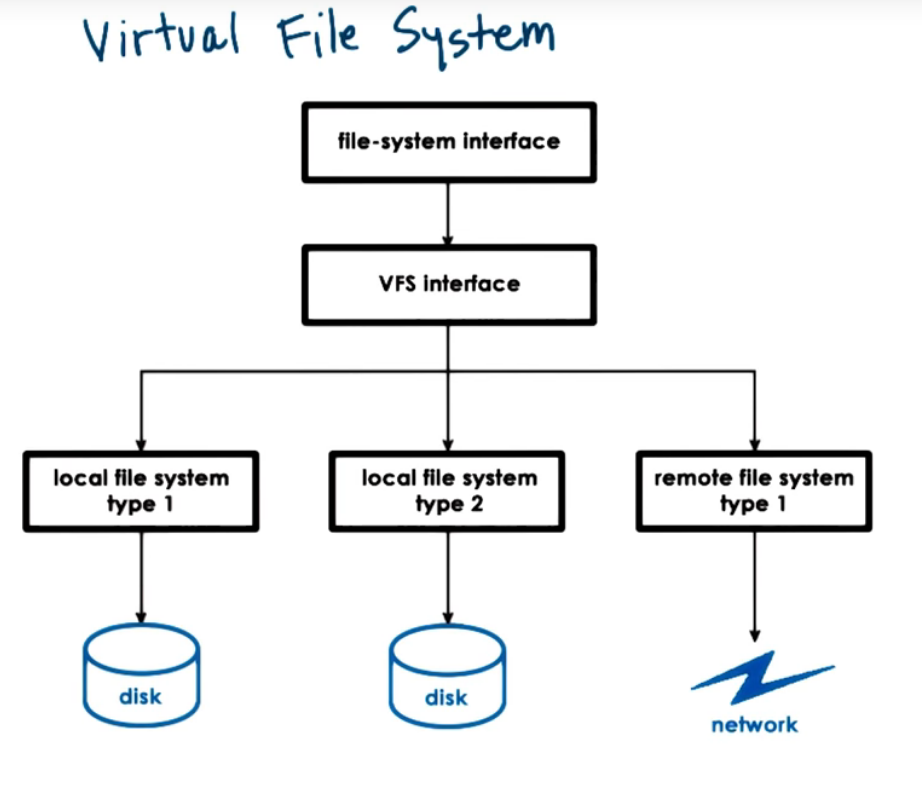 Virtual File System
file-system interface
VFS interface
local file system
type 1
local file system
type 2
remote file system
type 1
disk
disk
network